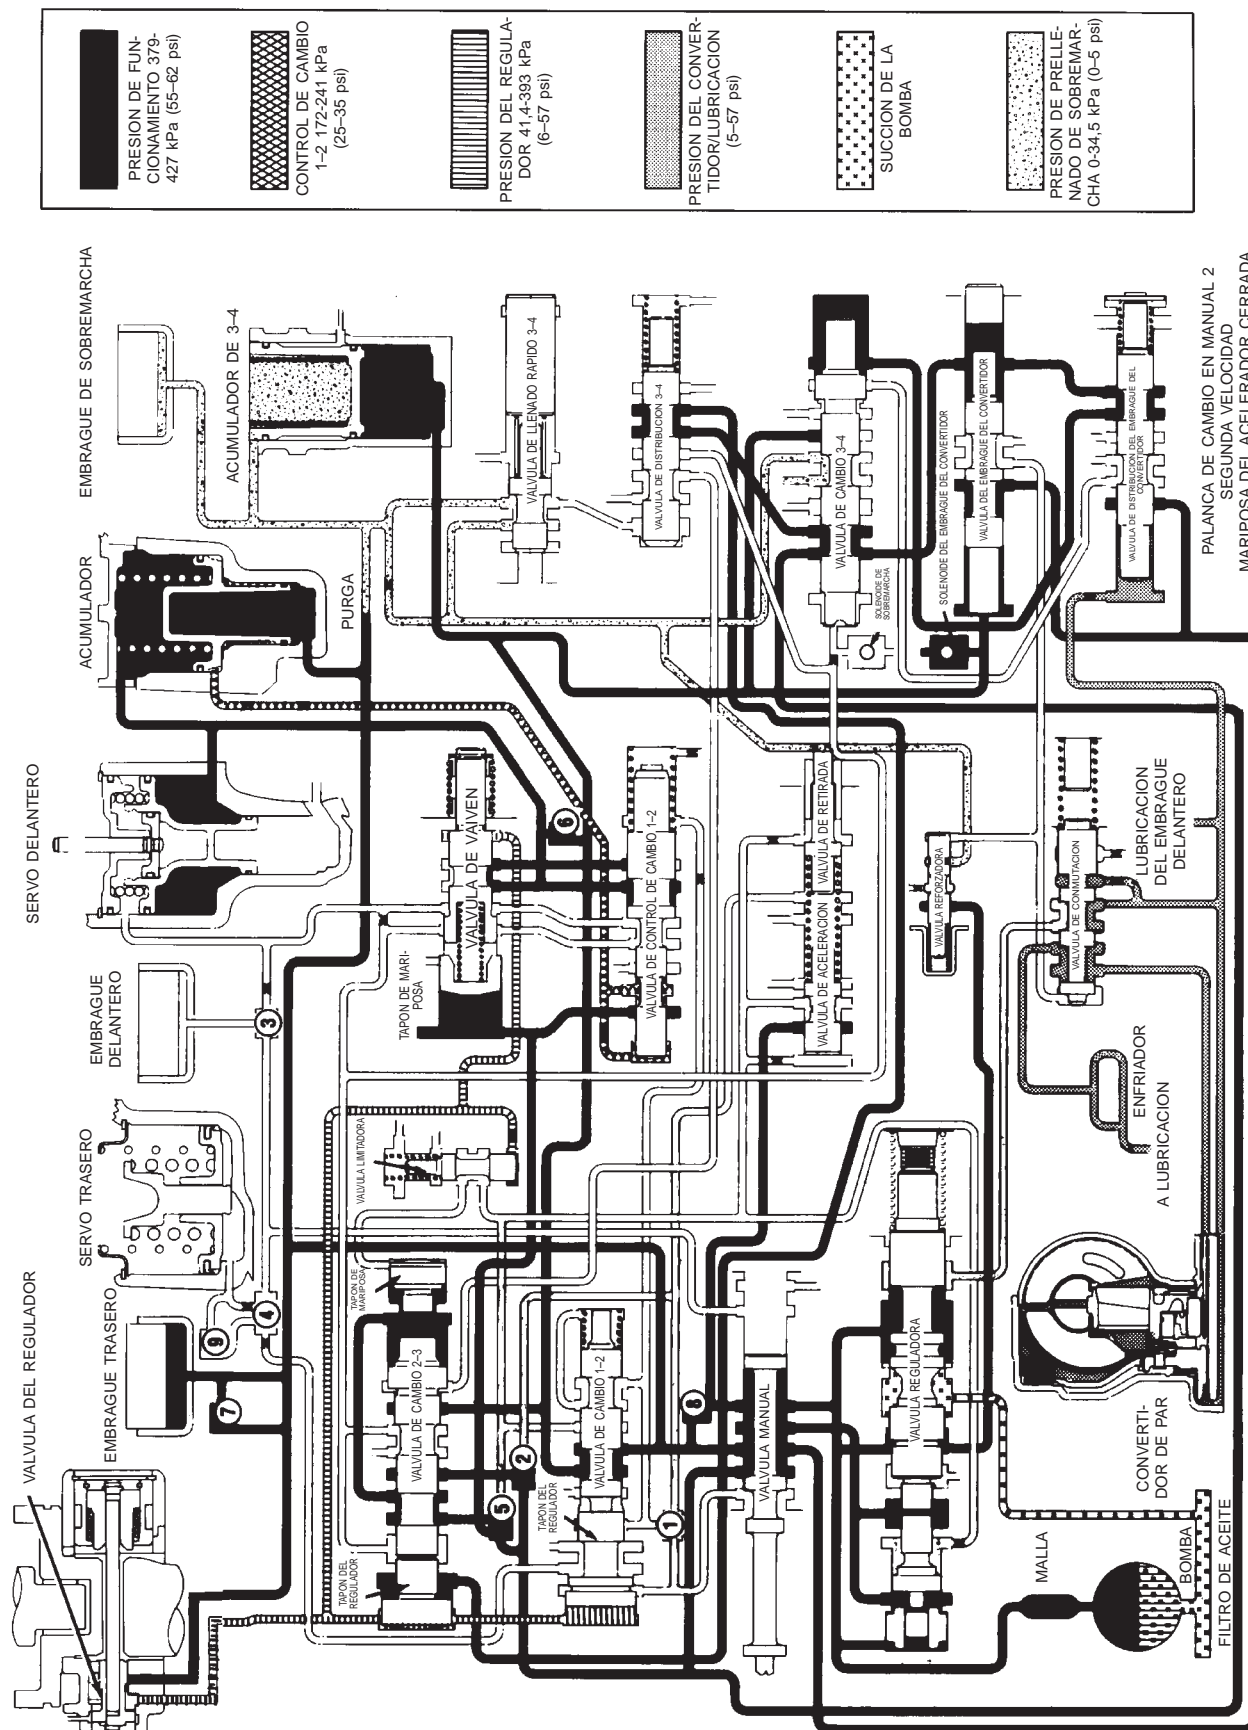 PRESION DE FUN-
CIONAMIENTO 379-
427 kPa (55–62 psi)
CONTROL DE CAMBIO
1–2 172-241 kPa
(25–35 psi)
PRESION DEL REGULA-
DOR 41,4-393 kPa
(6–57 psi)
PRESION DEL CONVER-
TIDOR/LUBRICACION
(5–57 psi)
SUCCION DE LA
BOMBA
PRESION DE PRELLE-
NADO DE SOBREMAR-
CHA 0-34,5 kPa (0–5 psi)
VALVULA DEL REGULADOR
EMBRAGUE TRASERO
SERVO TRASERO
EMBRAGUE
DELANTERO
SERVO DELANTERO
ACUMULADOR
PURGA
EMBRAGUE DE SOBREMARCHA
ACUMULADOR DE 3–4
7
9
4
3
TAPON DEL
REGULADOR
VALVULA DE CAMBIO 2–3
TAPON DE
MARIPOSA
VALVULA LIMITADORA
TAPON DE MARI-
POSA
VALVULA DE VAIVEN
6
VALVULA DE LLENADO RAPIDO 3–4
5
2
TAPON DEL
REGULADOR
VALVULA DE CAMBIO 1–2
1
8
VALVULA DE CONTROL DE CAMBIO 1–2
VALVULA DE DISTRIBUCION 3–4
VALVULA MANUAL
VALVULA DE ACELERACION
VALVULA DE RETIRADA
VALVULA DE CAMBIO 3–4
SOLENOIDE DE
SOBREMARCHA
SOLENOIDE DEL EMBRAGUE DEL CONVERTIDOR
VALVULA DEL EMBRAGUE DEL CONVERTIDOR
VALVULA REGULADORA
VALVULA REFORZADORA
VALVULA DE CONMUTACION
LUBRICACION
DEL EMBRAGUE
DELANTERO
VALVULA DE DISTRIBUCION DEL EMBRAGUE DEL
CONVERTIDOR
MALLA
BOMBA
FILTRO DE ACEITE
CONVERTI-
DOR DE PAR
A LUBRICACION
ENFRIADOR
PALANCA DE CAMBIO EN MANUAL 2
SEGUNDA VELOCIDAD
MARIPOSA DEL ACELERADOR CERRADA